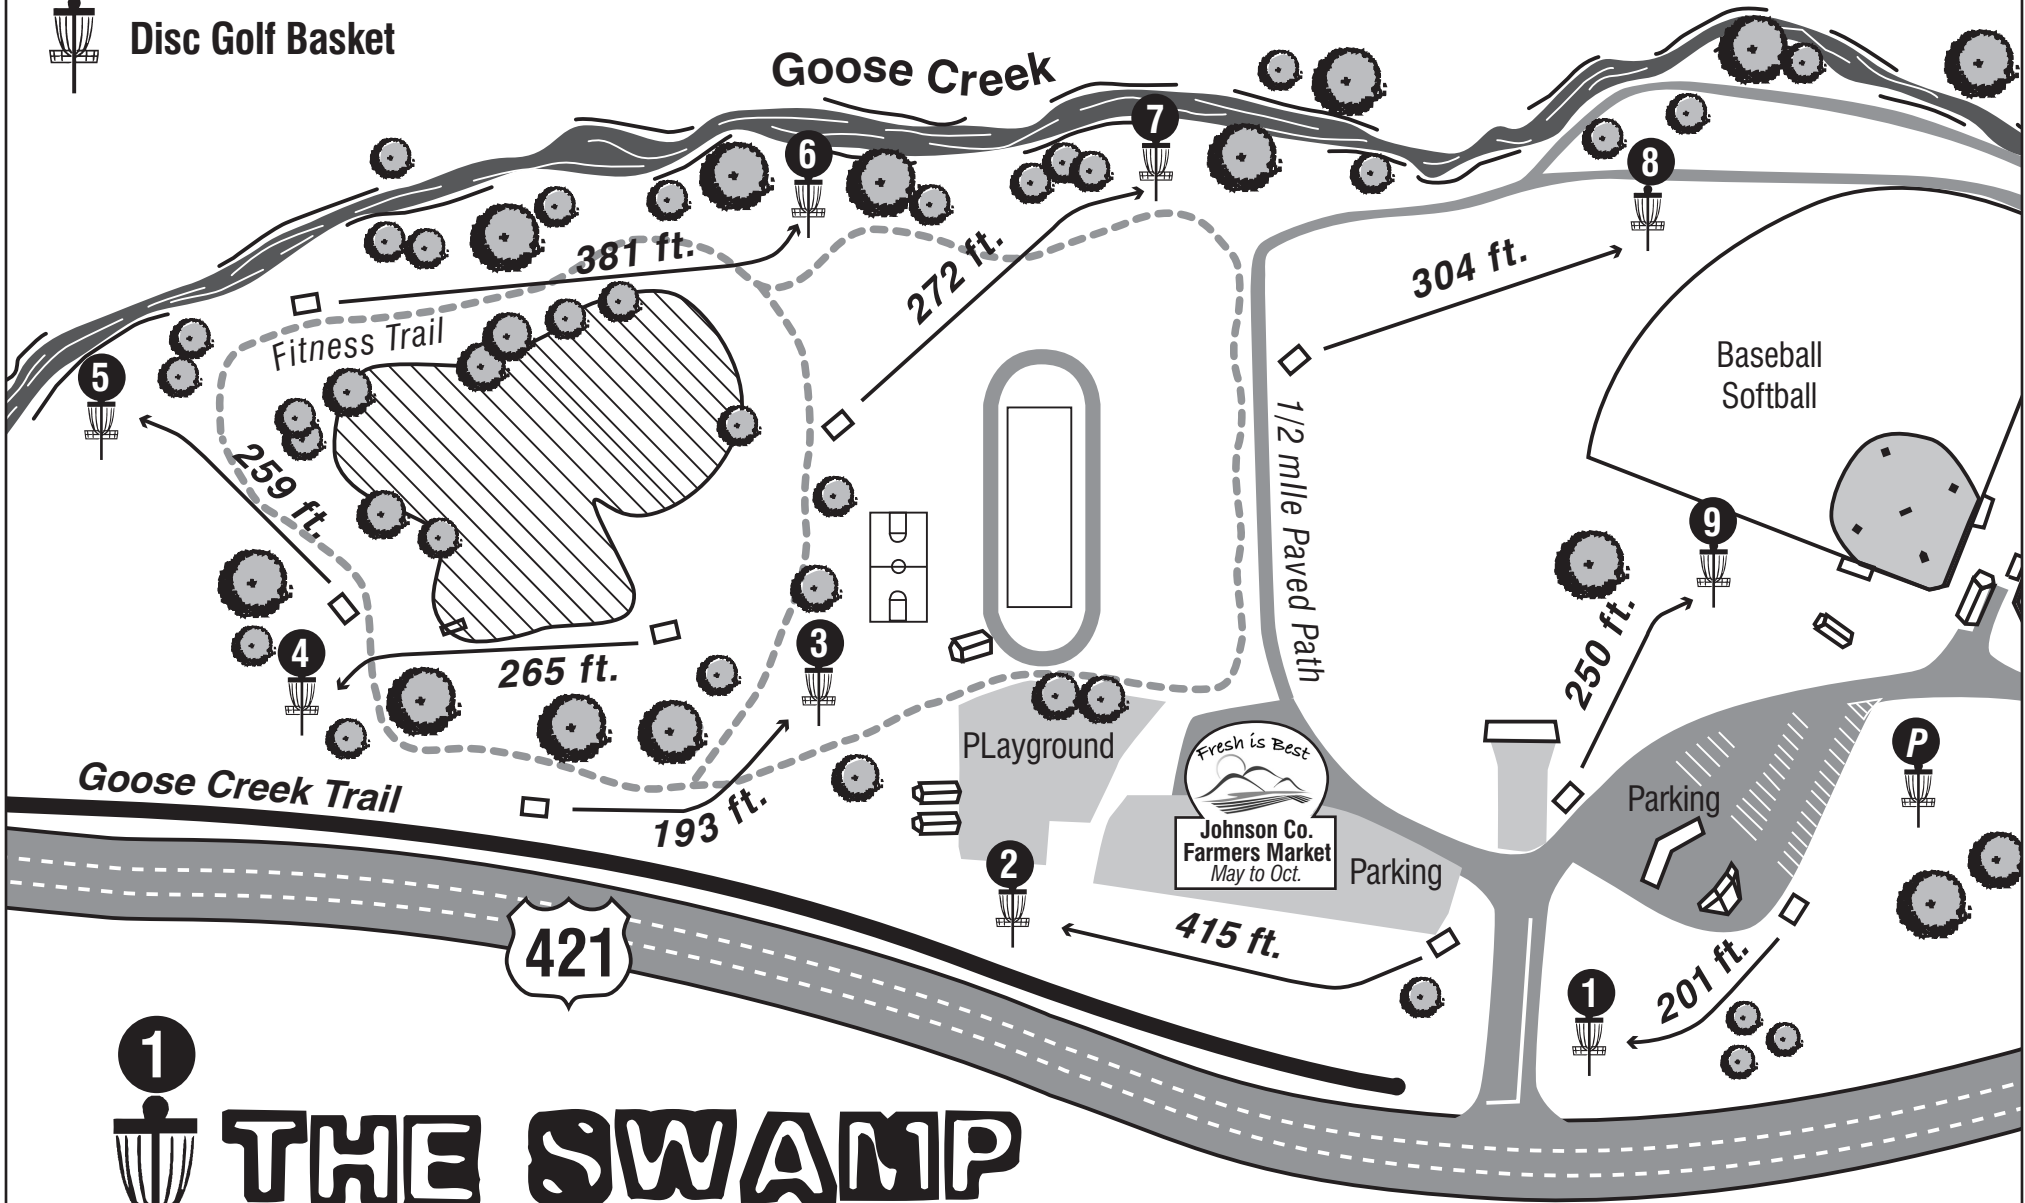 Disc Golf Basket
Goose Creek
7
6
8
381 ft.
272 ft.
304 ft.
Fitness Trail
5
Baseball
Softball
259 ft.
1/2 mIle Paved Path
9
4
3
265 ft.
250 ft.
PLayground
Fresh is Best
P
Goose Creek Trail
193 ft.
Parking
Johnson Co.
Farmers Market
May to Oct.
Parking
2
415 ft.
421
201 ft.
1
1
THE SWAMP